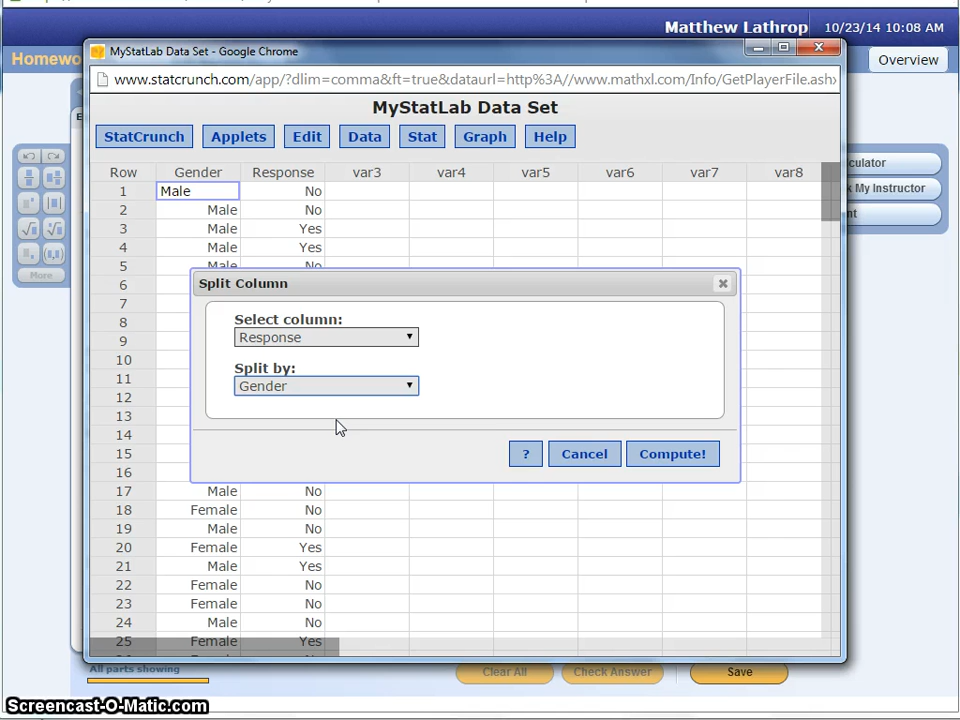 Matthew Lathrop | 10/23/14 10:08 AM
Homewo
Overview
MyStatLab Data Set - Google Chrome
www.statcrunch.com/app/?dlim=comma&ft=true&dataurl=http%3A//www.mathxl.com/Info/GetPlayerFile.ashx
MyStatLab Data Set
StatCrunch Applets Edit Data Stat Graph Help
Row Gender Response var3 var4 var5 var6 var7 var8
1 Male No
2 Male No
3 Male Yes
4 Male Yes
5 Male No
6
7
8
9
10
11
12
13
14
15
16
17 Male No
18 Female No
19 Male No
20 Female Yes
21 Male Yes
22 Female No
23 Female No
24 Male No
25 Female Yes
Split Column
Select column:
Response
Split by:
Gender
? Cancel Compute!
More
culator
k My Instructor
nt
All parts showing
Clear All Check Answer Save
Screencast-O-Matic.com